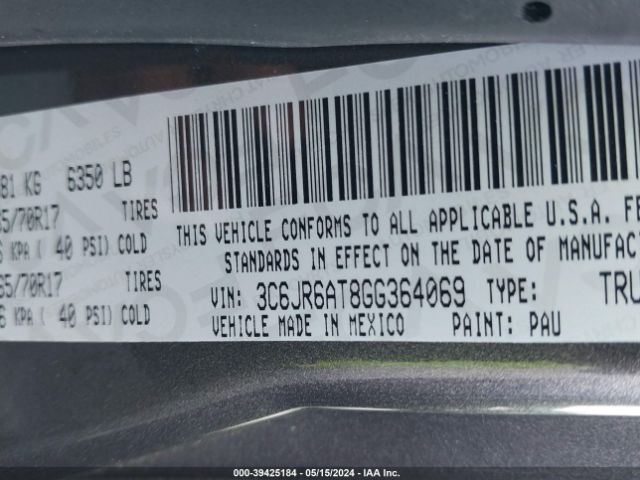 81 KG 6350 LB
5/70R17 TIRES
KPA ( 40 PSI) COLD
5/70R17 TIRES
KPA ( 40 PSI) COLD
THIS VEHICLE CONFORMS TO ALL APPLICABLE U.S.A. FE
STANDARDS IN EFFECT ON THE DATE OF MANUFAC
VIN: 3C6JR6AT8GG364069 TYPE: TRU
VEHICLE MADE IN MEXICO PAINT: PAU
000-39425184 - 05/15/2024 - IAA Inc.